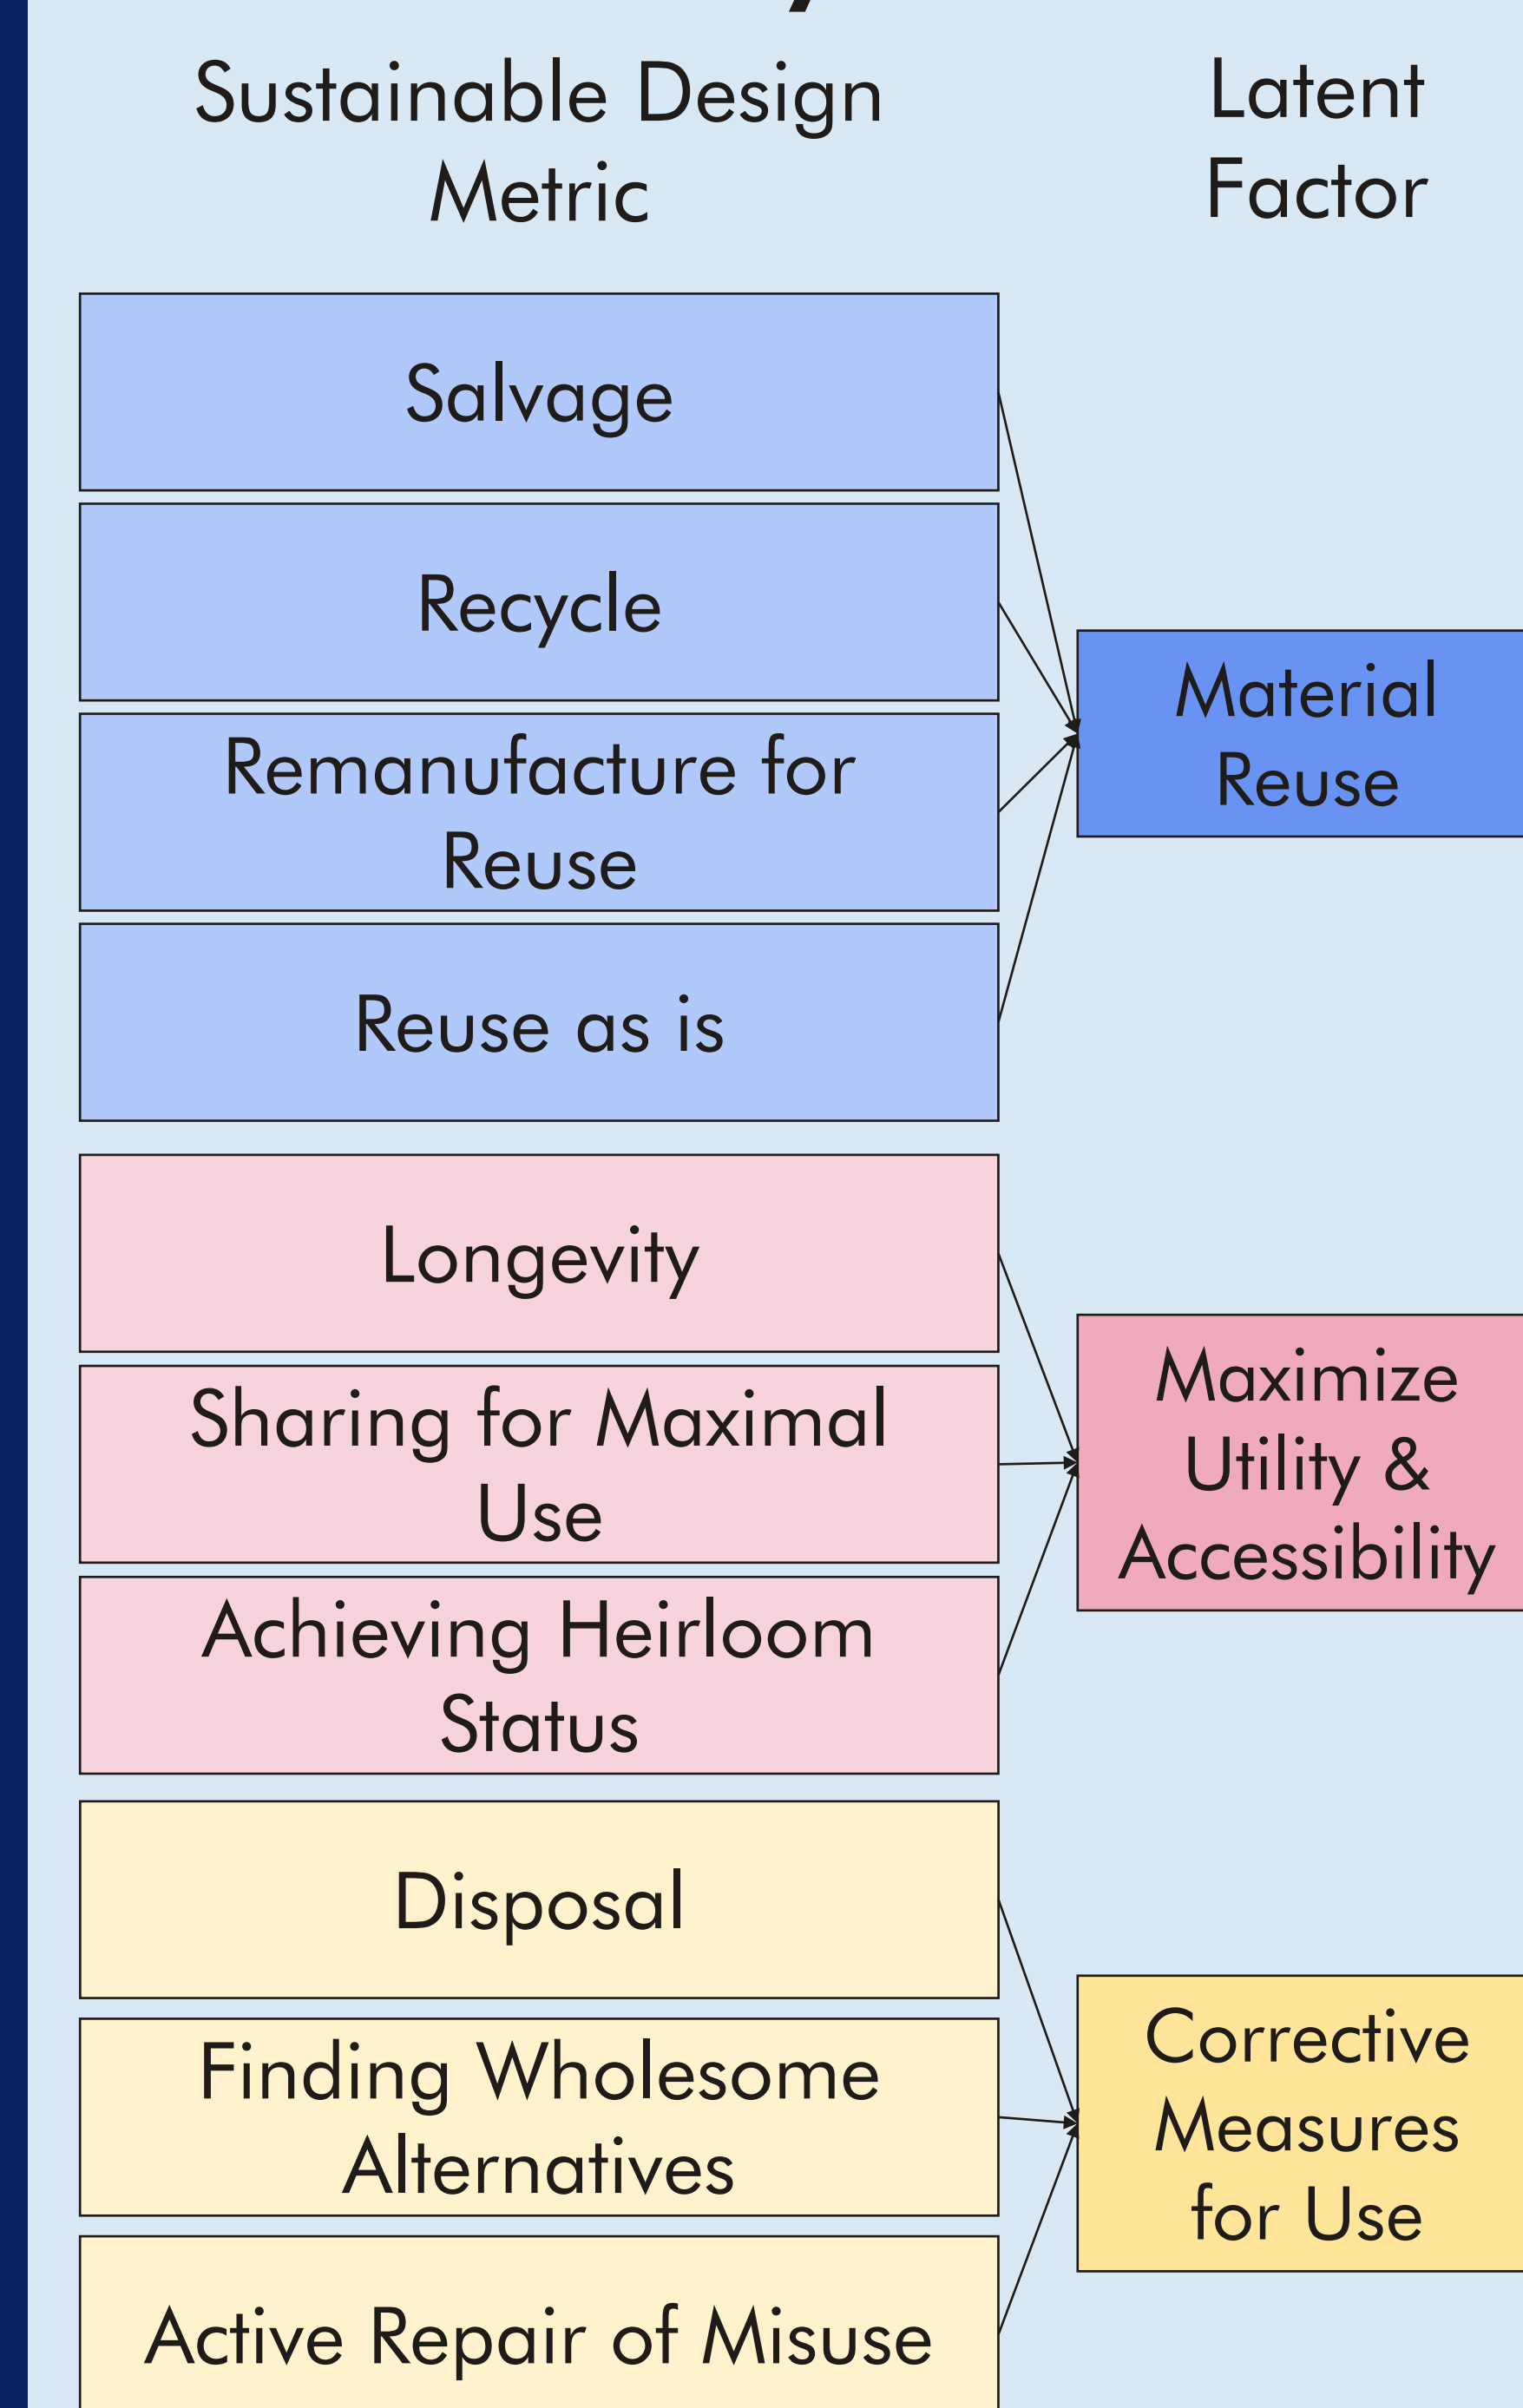 Sustainable Design
Metric
Latent
Factor
Salvage
Recycle
Remanufacture for
Reuse
Reuse as is
Material
Reuse
Longevity
Sharing for Maximal
Use
Achieving Heirloom
Status
Maximize
Utility &
Accessibility
Disposal
Finding Wholesome
Alternatives
Active Repair of Misuse
Corrective
Measures
for Use